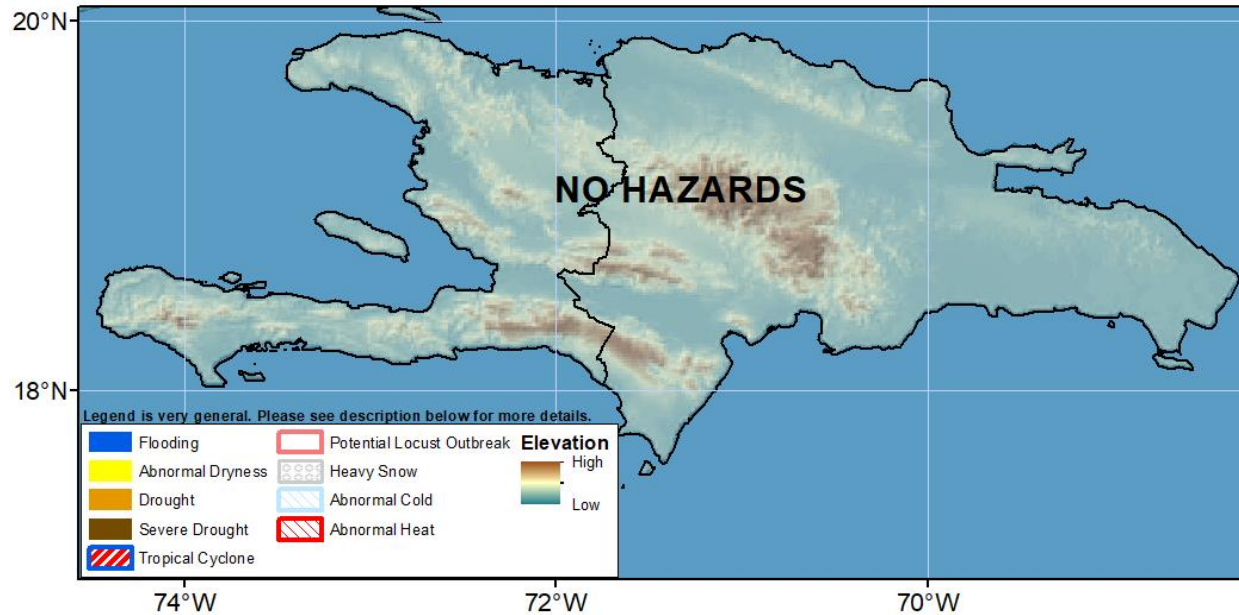 20°N
NO HAZARDS
18°N
Legend is very general. Please see description below for more details.
Flooding
Potential Locust Outbreak
Elevation
High
Abnormal Dryness
Heavy Snow
Low
Drought
Abnormal Cold
Severe Drought
Abnormal Heat
Tropical Cyclone
74°W
72°W
70°W